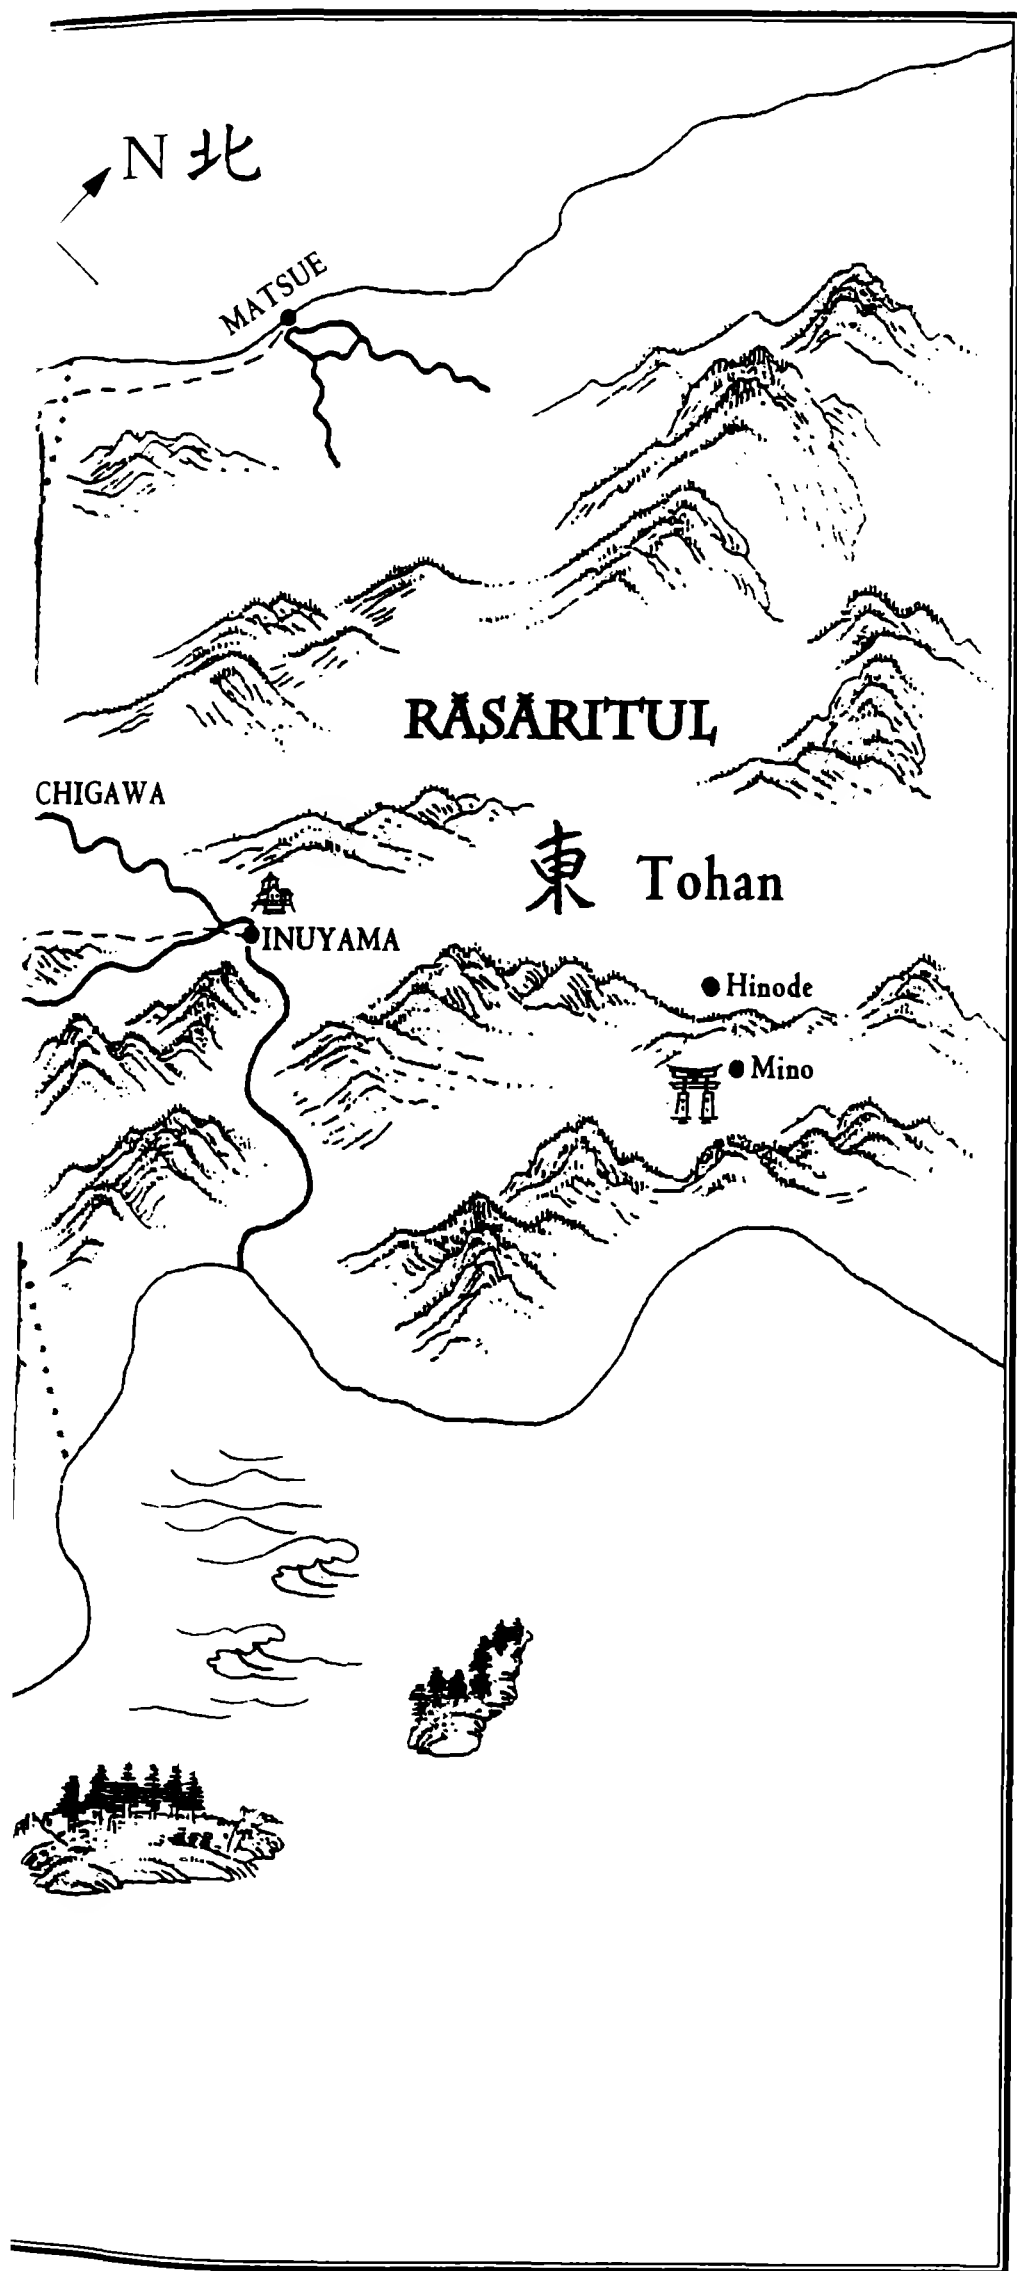 N 北
MATSUE
RĂSĂRITUL
CHIGAWA
東 Tohan
INUYAMA
Hinode
Mino